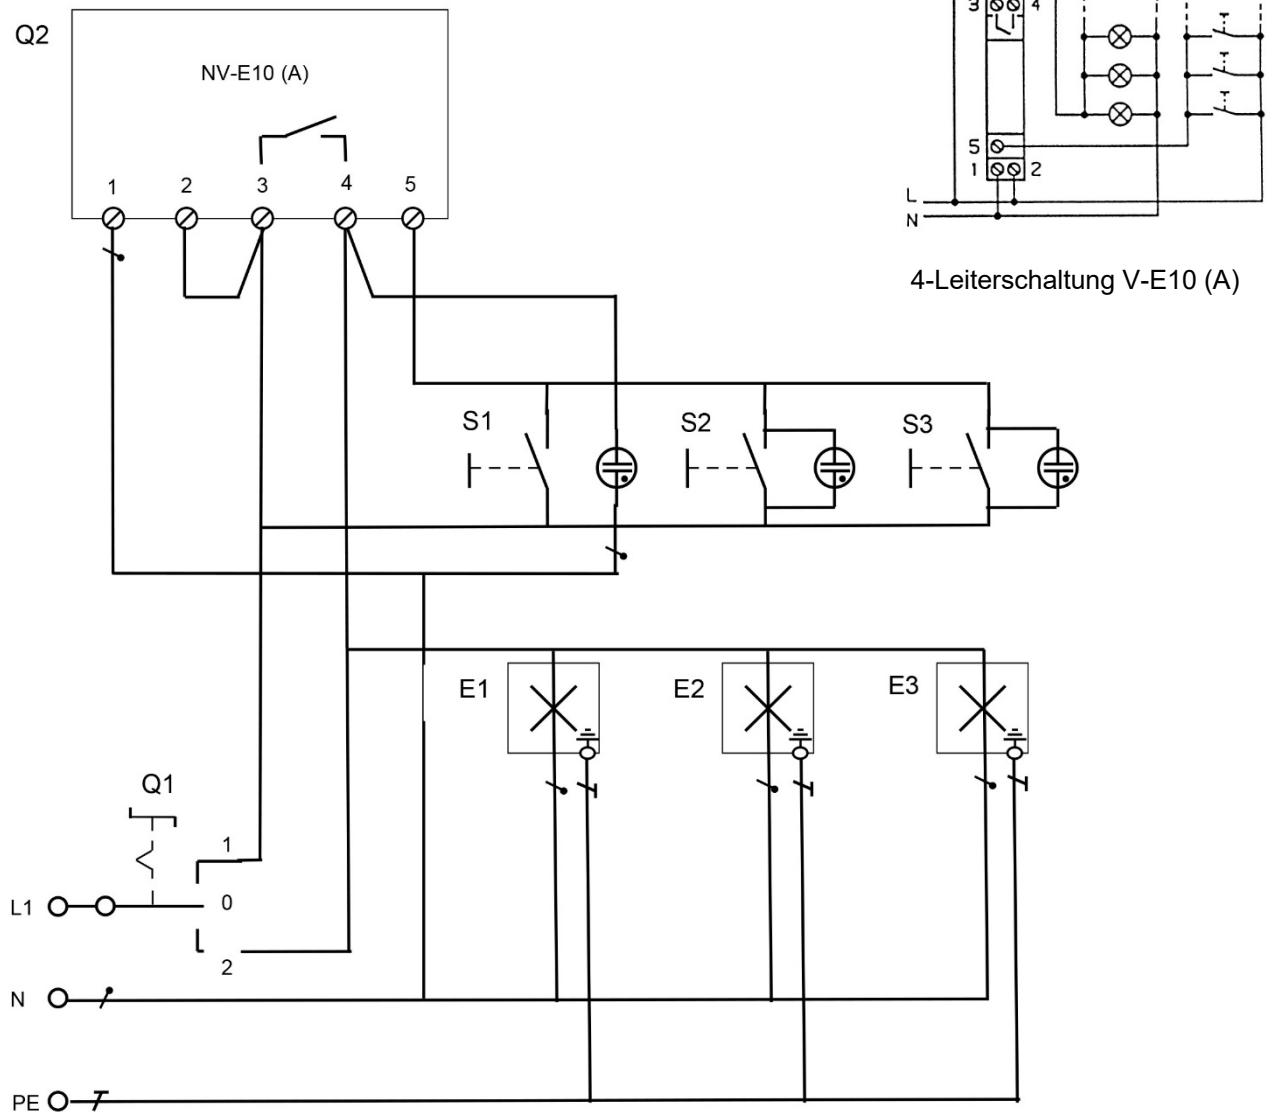 Q2
NV-E10 (A)
1 2 3 4 5
3 4
5
1 2
L
N
4-Leiterschaltung V-E10 (A)
S1 S2 S3
E1 E2 E3
Q1
1
L1 0
2
N
PE